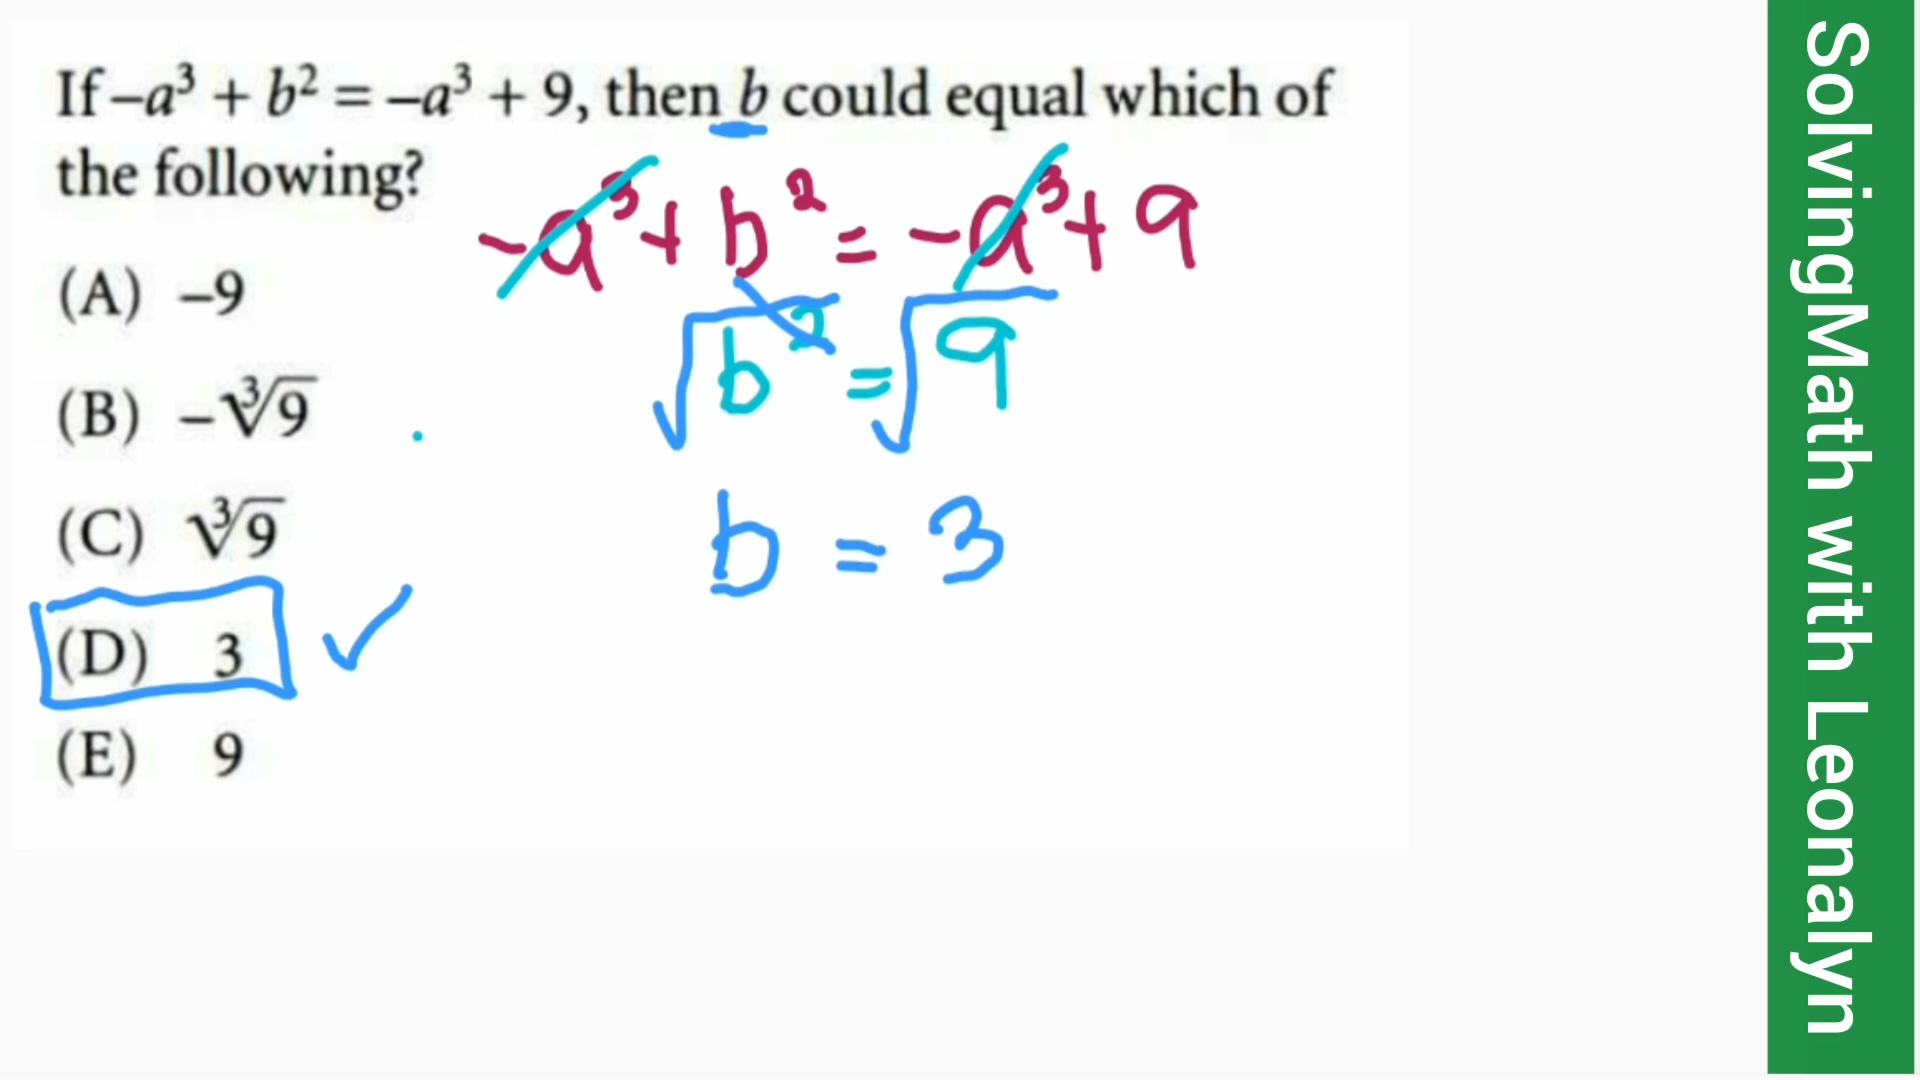 If –a³ + b² = –a³ + 9, then b could equal which of
the following?
-a³ + b² = -a³ + 9
(A) –9
√b² = √9
(B) –∛9
(C) ∛9
b = 3
(D) 3 ✓
(E) 9
SolvingMath with Leonalyn